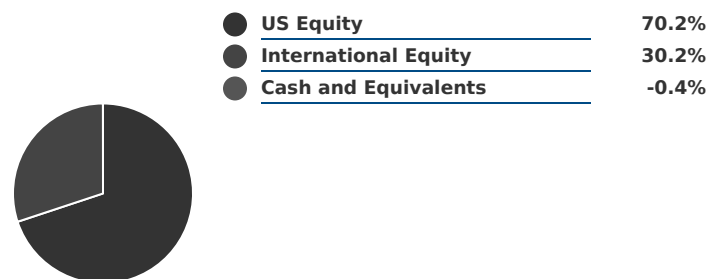 US Equity 70.2%
International Equity 30.2%
Cash and Equivalents -0.4%